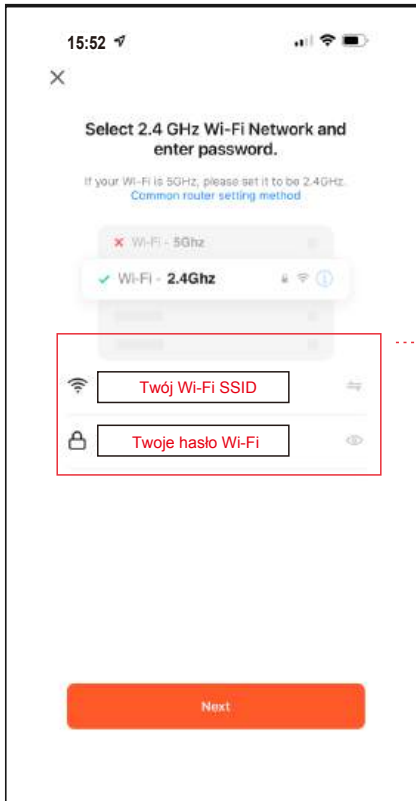 15:52
Select 2.4 GHz Wi-Fi Network and
enter password.
If your Wi-Fi is 5GHz, please set it to be 2.4GHz.
Common router setting method
Wi-Fi - 5Ghz
Wi-Fi - 2.4Ghz
Twój Wi-Fi SSID
Twoje hasło Wi-Fi
Next